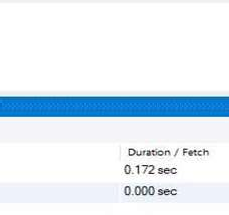 Duration / Fetch
0.172 sec
0.000 sec